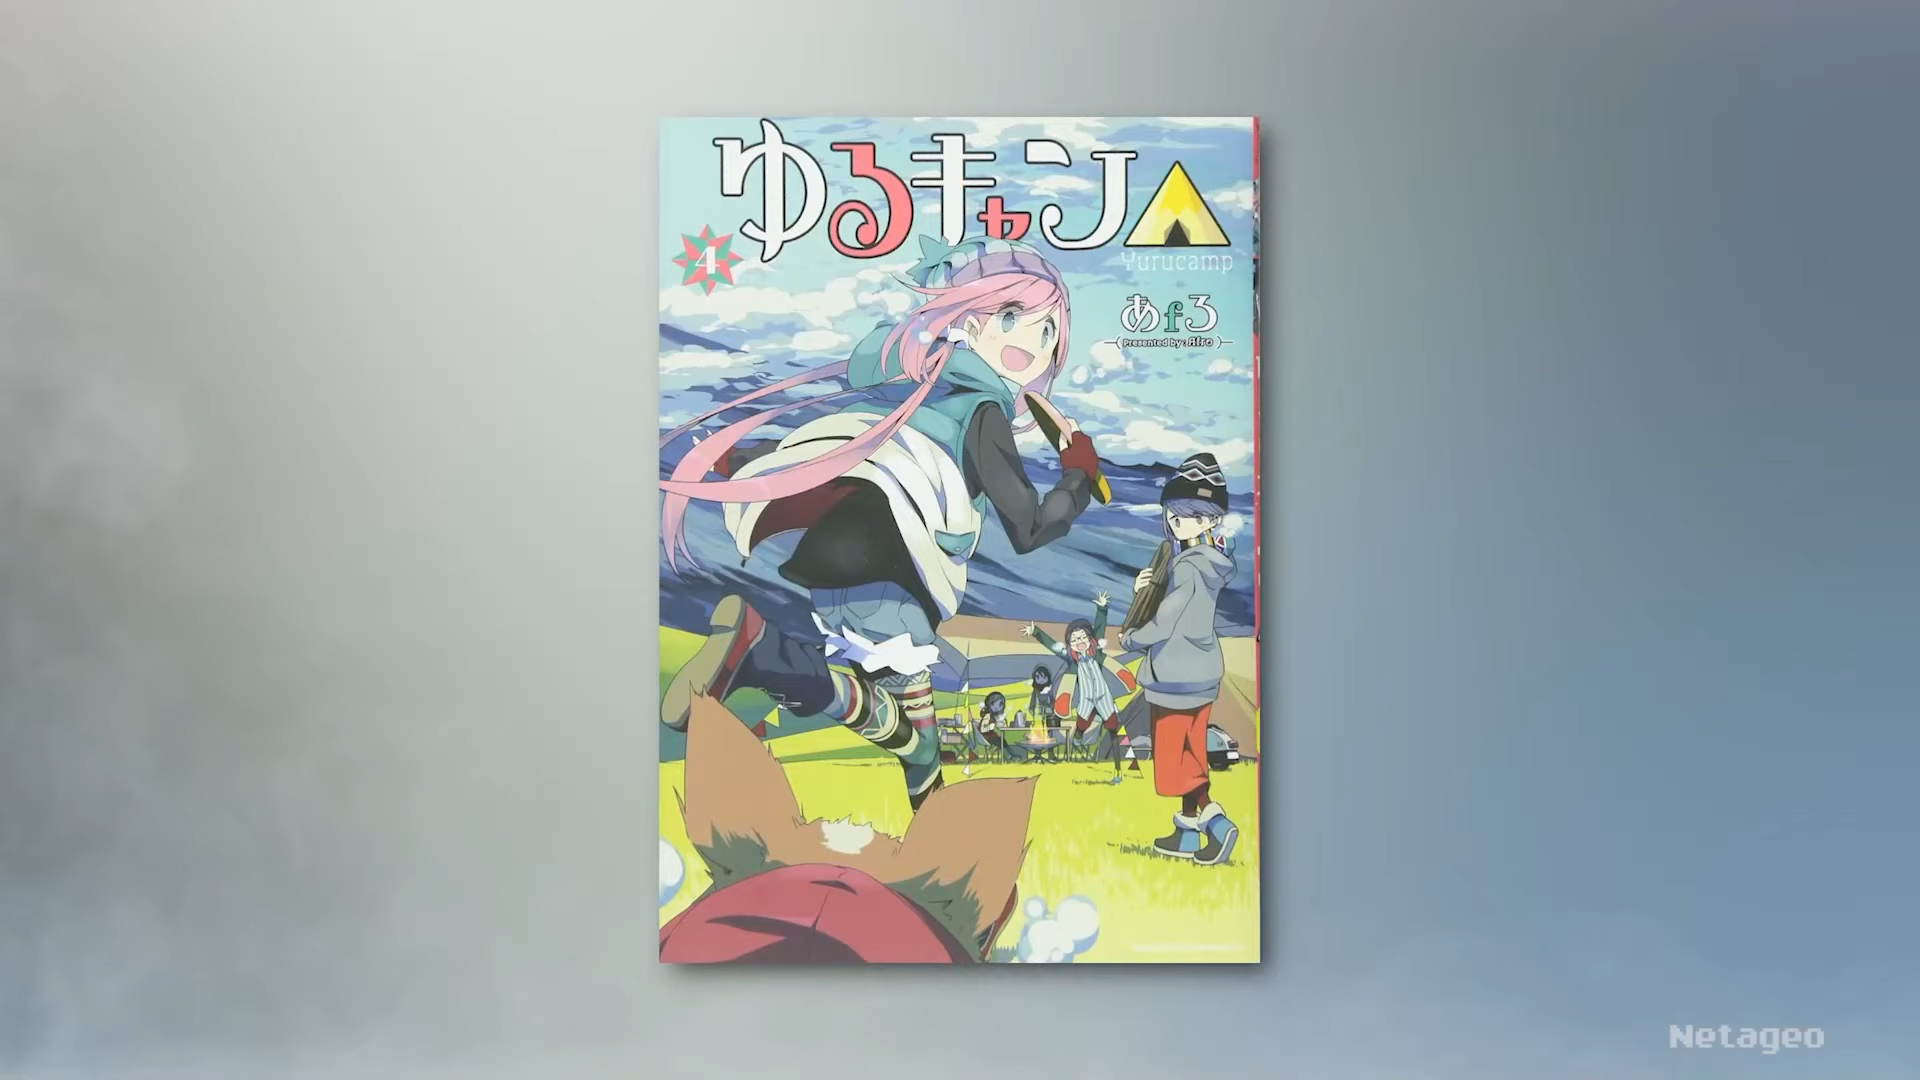 ゆるキャン
Yurucamp
4
あfろ
Presented by: Afro
Netageo